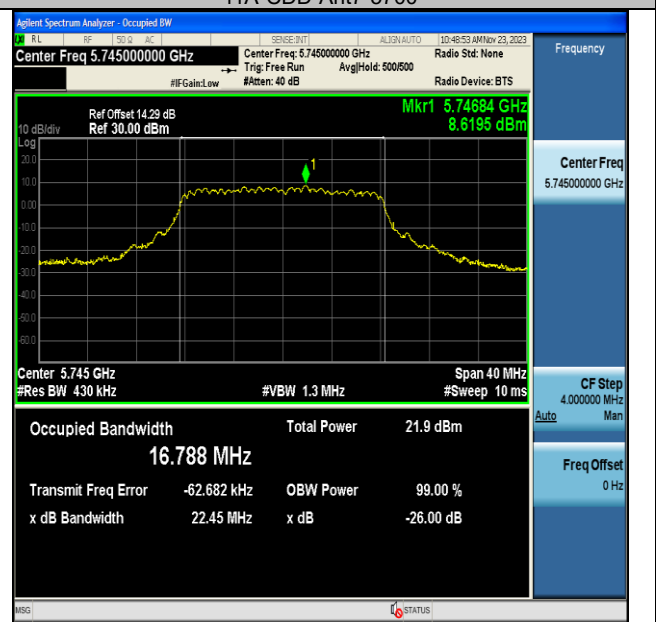 Agilent Spectrum Analyzer - Occupied BW
RL RF 50 Ω AC SENSE:INT ALIGN AUTO 10:48:53 AM Nov 23, 2023
Center Freq 5.745000000 GHz
Center Freq: 5.745000000 GHz
Radio Std: None
Trig: Free Run Avg|Hold: 500/500
#IFGain:Low #Atten: 40 dB Radio Device: BTS
Frequency
Mkr1 5.74684 GHz
8.6195 dBm
Ref Offset 14.29 dB
10 dB/div Ref 30.00 dBm
Log
20.0
10.0
0.00
-10.0
-20.0
-30.0
-40.0
-50.0
-60.0
1
Center 5.745 GHz Span 40 MHz
#Res BW 430 kHz #VBW 1.3 MHz #Sweep 10 ms
Occupied Bandwidth Total Power 21.9 dBm
16.788 MHz
Transmit Freq Error -62.682 kHz OBW Power 99.00 %
x dB Bandwidth 22.45 MHz x dB -26.00 dB
Center Freq
5.745000000 GHz
CF Step
4.000000 MHz
Auto Man
Freq Offset
0 Hz
MSG STATUS